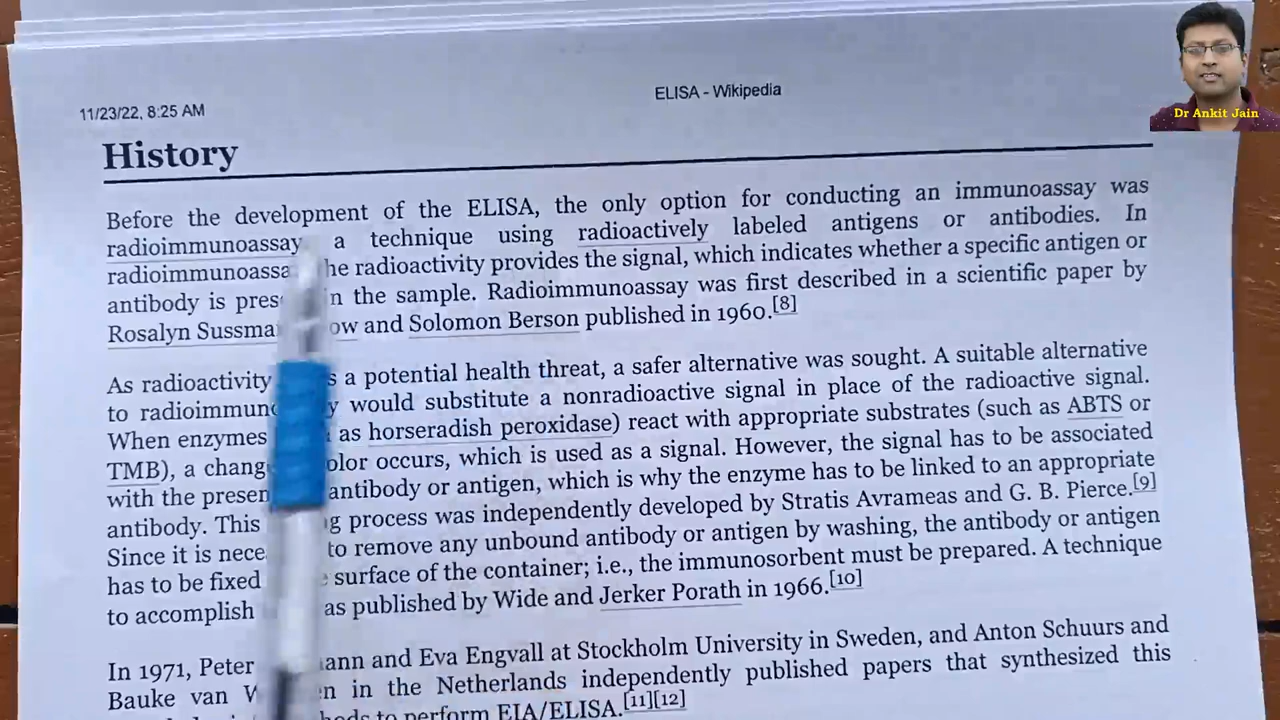 11/23/22, 8:25 AM
ELISA - Wikipedia
Dr Ankit Jain
History
Before the development of the ELISA, the only option for conducting an immunoassay was
radioimmunoassay, a technique using radioactively labeled antigens or antibodies. In
radioimmunoassa he radioactivity provides the signal, which indicates whether a specific antigen or
antibody is pres n the sample. Radioimmunoassay was first described in a scientific paper by
Rosalyn Sussma ow and Solomon Berson published in 1960.[8]
As radioactivity s a potential health threat, a safer alternative was sought. A suitable alternative
to radioimmuno y would substitute a nonradioactive signal in place of the radioactive signal.
When enzymes as horseradish peroxidase) react with appropriate substrates (such as ABTS or
TMB), a chang olor occurs, which is used as a signal. However, the signal has to be associated
with the presen antibody or antigen, which is why the enzyme has to be linked to an appropriate
antibody. This g process was independently developed by Stratis Avrameas and G. B. Pierce.[9]
Since it is nece to remove any unbound antibody or antigen by washing, the antibody or antigen
has to be fixed surface of the container; i.e., the immunosorbent must be prepared. A technique
to accomplish as published by Wide and Jerker Porath in 1966.[10]
In 1971, Peter ann and Eva Engvall at Stockholm University in Sweden, and Anton Schuurs and
Bauke van W n in the Netherlands independently published papers that synthesized this
hods to perform EIA/ELISA.[11][12]